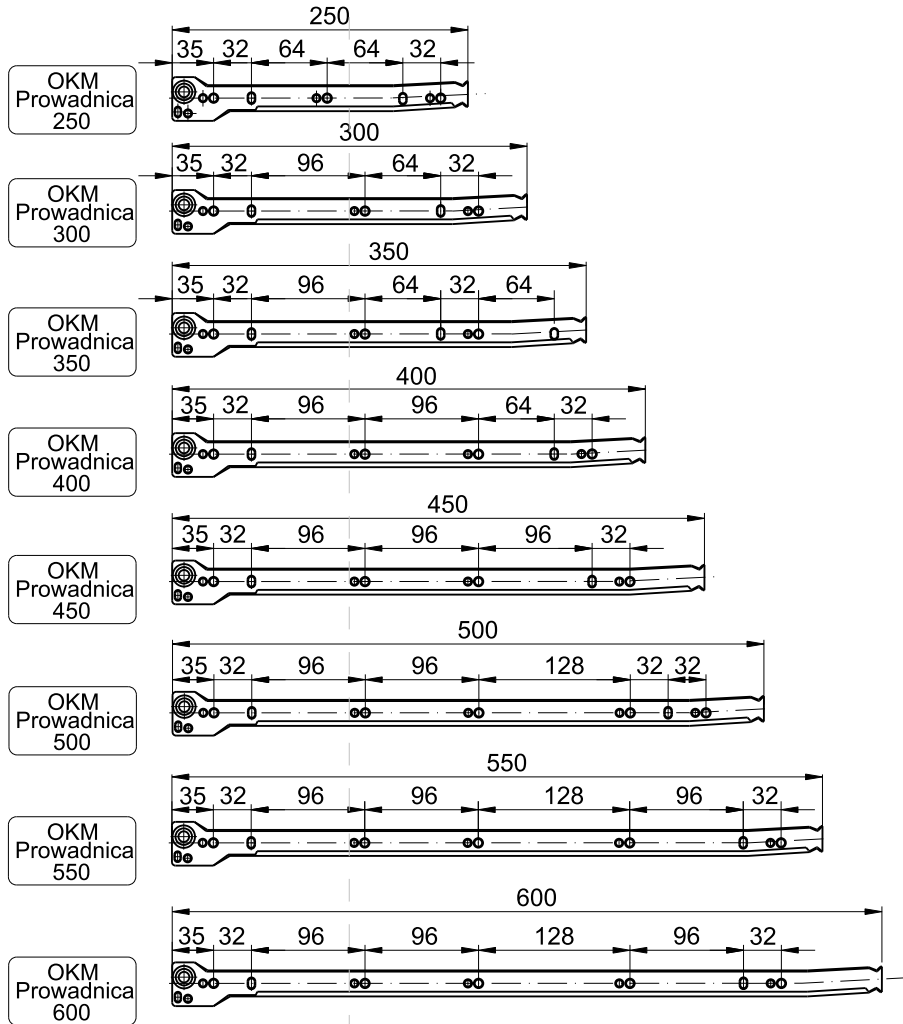 250
35 32 64 64 32
OKM
Prowadnica
250
300
35 32 96 64 32
OKM
Prowadnica
300
350
35 32 96 64 32 64
OKM
Prowadnica
350
400
35 32 96 96 64 32
OKM
Prowadnica
400
450
35 32 96 96 96 32
OKM
Prowadnica
450
500
35 32 96 96 128 32 32
OKM
Prowadnica
500
550
35 32 96 96 128 96 32
OKM
Prowadnica
550
600
35 32 96 96 128 96 32
OKM
Prowadnica
600